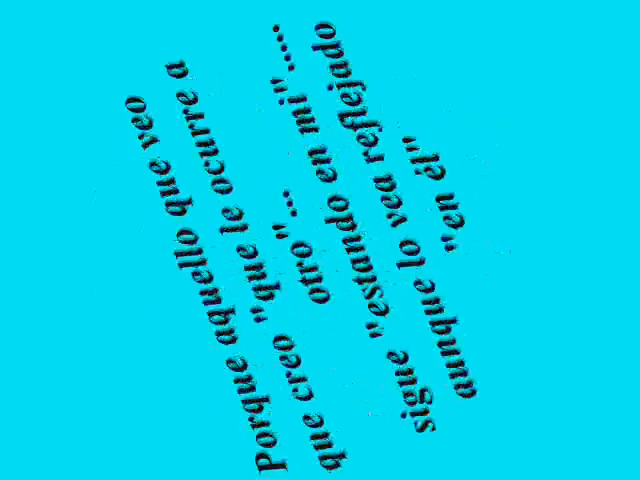 Porque aquello que veo
que creo "que le ocurre a
otro"...
sigue "estando en mi".....
aunque lo vea reflejado
"en él"